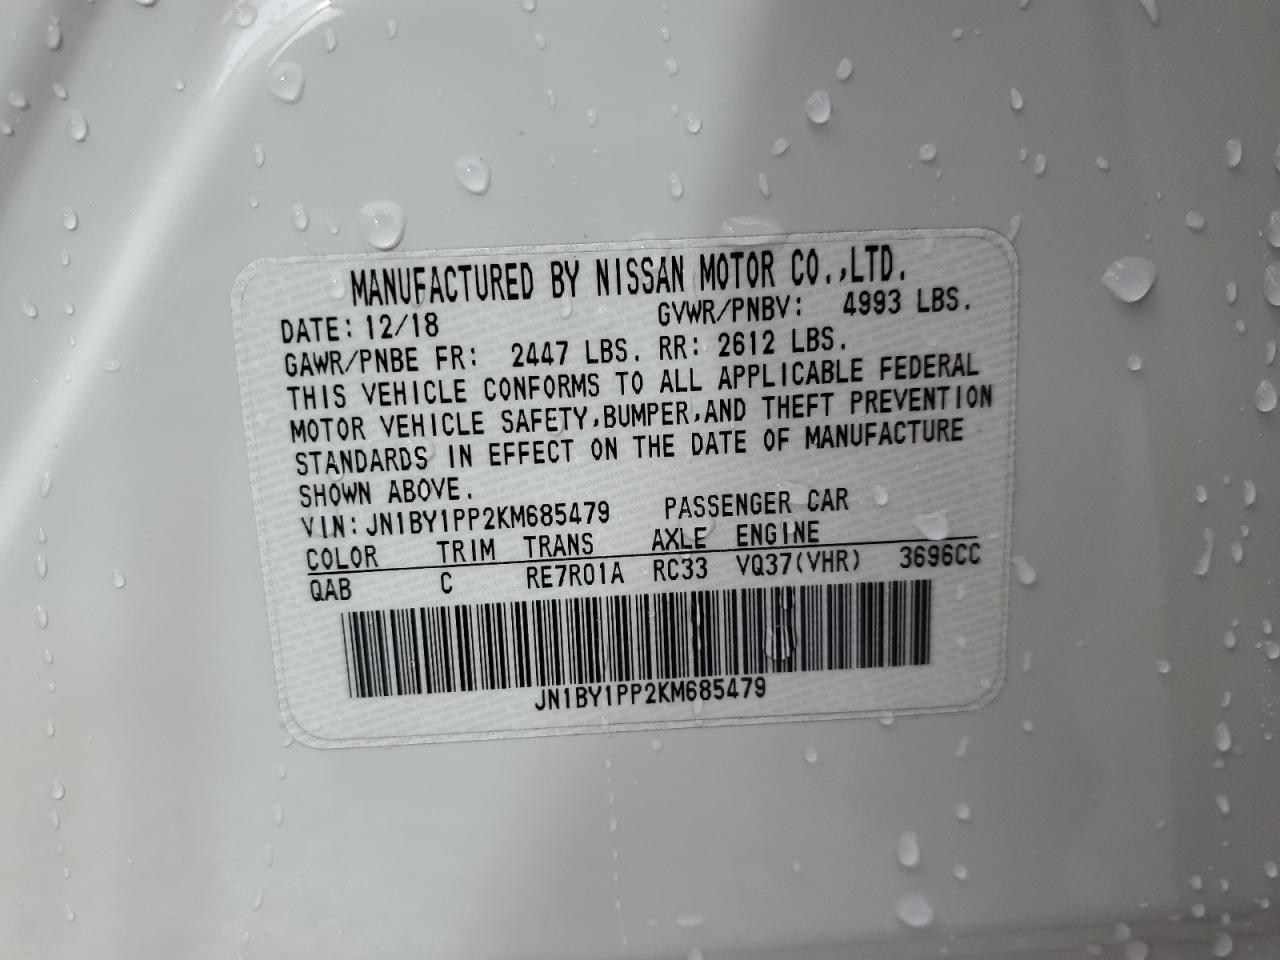 MANUFACTURED BY NISSAN MOTOR CO.,LTD.
DATE: 12/18 GVWR/PNBV: 4993 LBS.
GAWR/PNBE FR: 2447 LBS. RR: 2612 LBS.
THIS VEHICLE CONFORMS TO ALL APPLICABLE FEDERAL
MOTOR VEHICLE SAFETY,BUMPER,AND THEFT PREVENTION
STANDARDS IN EFFECT ON THE DATE OF MANUFACTURE
SHOWN ABOVE.
VIN: JN1BY1PP2KM685479 PASSENGER CAR
COLOR TRIM TRANS AXLE ENGINE
QAB C RE7R01A RC33 VQ37(VHR) 3696CC
JN1BY1PP2KM685479